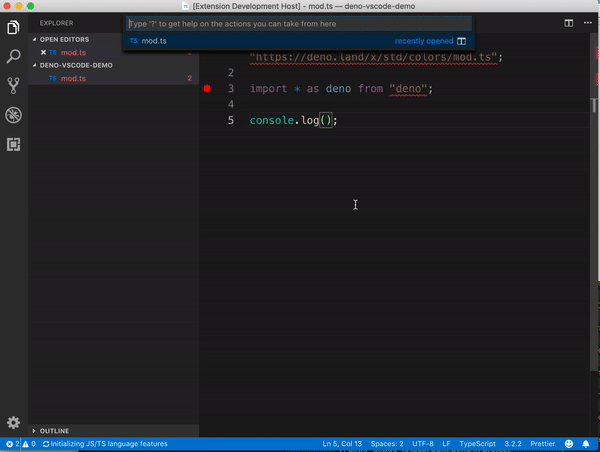 [Extension Development Host] - mod.ts — deno-vscode-demo
EXPLORER
Type '?' to get help on the actions you can take from here
TS mod.ts recently opened
OPEN EDITORS
TS mod.ts
DENO-VSCODE-DEMO
TS mod.ts 2
"https://deno.land/x/std/colors/mod.ts";
2
3 import * as deno from "deno";
4
5 console.log();
OUTLINE
2 0 Initializing JS/TS language features Ln 5, Col 13 Spaces: 2 UTF-8 LF TypeScript 3.2.2 Prettier